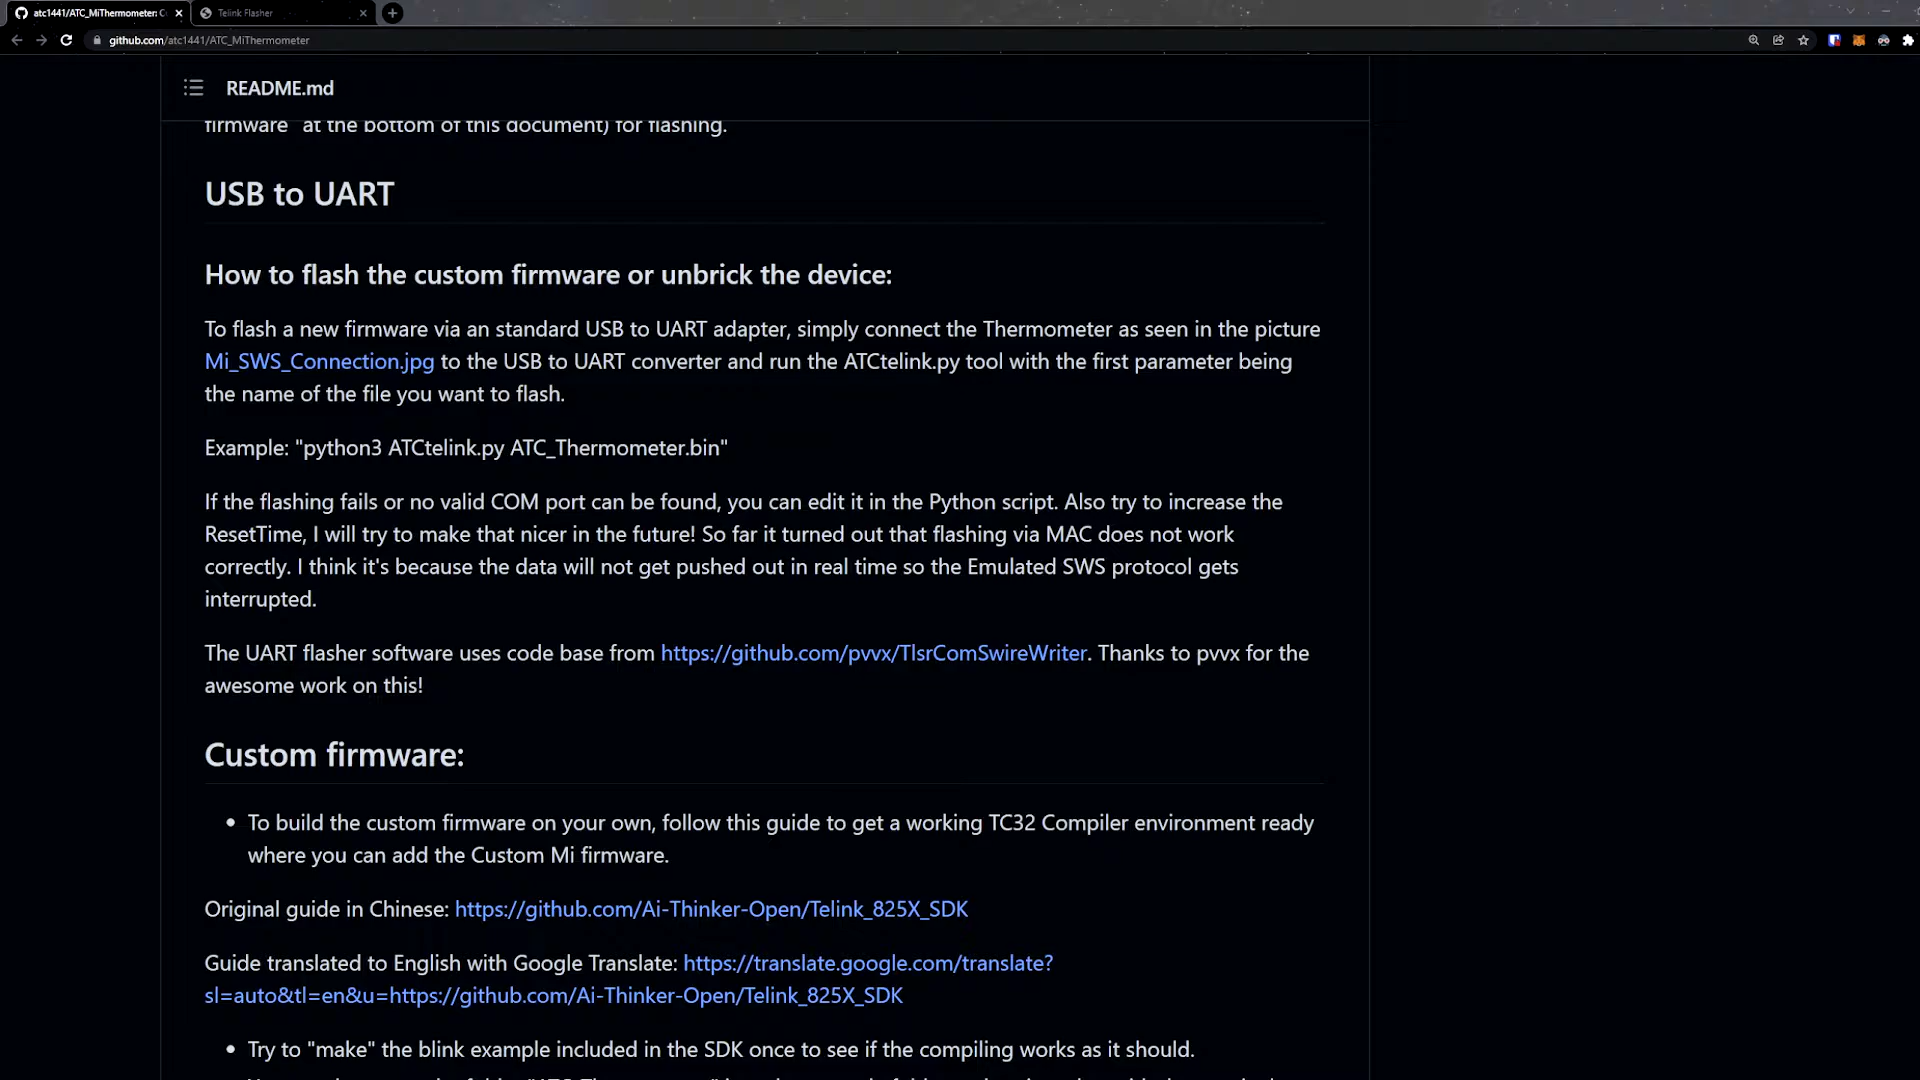 atc1441/ATC_MiThermometer: C
Telink Flasher
github.com/atc1441/ATC_MiThermometer
README.md
firmware" at the bottom of this document) for flashing.
USB to UART
How to flash the custom firmware or unbrick the device:
To flash a new firmware via an standard USB to UART adapter, simply connect the Thermometer as seen in the picture
Mi_SWS_Connection.jpg to the USB to UART converter and run the ATCtelink.py tool with the first parameter being
the name of the file you want to flash.
Example: "python3 ATCtelink.py ATC_Thermometer.bin"
If the flashing fails or no valid COM port can be found, you can edit it in the Python script. Also try to increase the
ResetTime, I will try to make that nicer in the future! So far it turned out that flashing via MAC does not work
correctly. I think it's because the data will not get pushed out in real time so the Emulated SWS protocol gets
interrupted.
The UART flasher software uses code base from https://github.com/pvvx/TlsrComSwireWriter. Thanks to pvvx for the
awesome work on this!
Custom firmware:
• To build the custom firmware on your own, follow this guide to get a working TC32 Compiler environment ready
where you can add the Custom Mi firmware.
Original guide in Chinese: https://github.com/Ai-Thinker-Open/Telink_825X_SDK
Guide translated to English with Google Translate: https://translate.google.com/translate?
sl=auto&tl=en&u=https://github.com/Ai-Thinker-Open/Telink_825X_SDK
• Try to "make" the blink example included in the SDK once to see if the compiling works as it should.